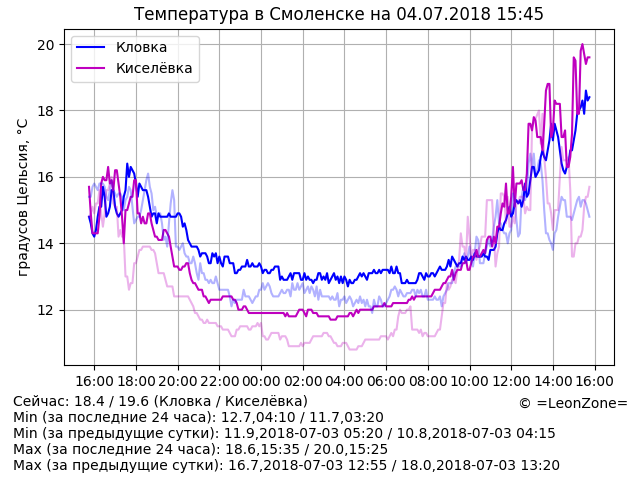 Температура в Смоленске на 04.07.2018 15:45
Кловка
Киселёвка
градусов Цельсия, °C
20
18
16
14
12
16:00 18:00 20:00 22:00 00:00 02:00 04:00 06:00 08:00 10:00 12:00 14:00 16:00
Сейчас: 18.4 / 19.6 (Кловка / Киселёвка)
© =LeonZone=
Min (за последние 24 часа): 12.7,04:10 / 11.7,03:20
Min (за предыдущие сутки): 11.9,2018-07-03 05:20 / 10.8,2018-07-03 04:15
Max (за последние 24 часа): 18.6,15:35 / 20.0,15:25
Max (за предыдущие сутки): 16.7,2018-07-03 12:55 / 18.0,2018-07-03 13:20